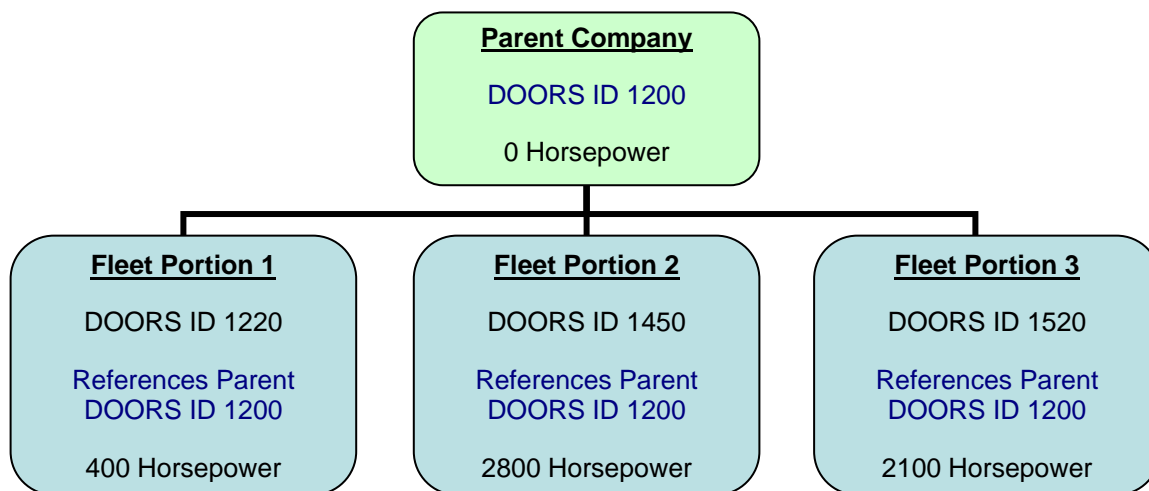 Parent Company
DOORS ID 1200
0 Horsepower
Fleet Portion 1
DOORS ID 1220
References Parent
DOORS ID 1200
400 Horsepower
Fleet Portion 2
DOORS ID 1450
References Parent
DOORS ID 1200
2800 Horsepower
Fleet Portion 3
DOORS ID 1520
References Parent
DOORS ID 1200
2100 Horsepower